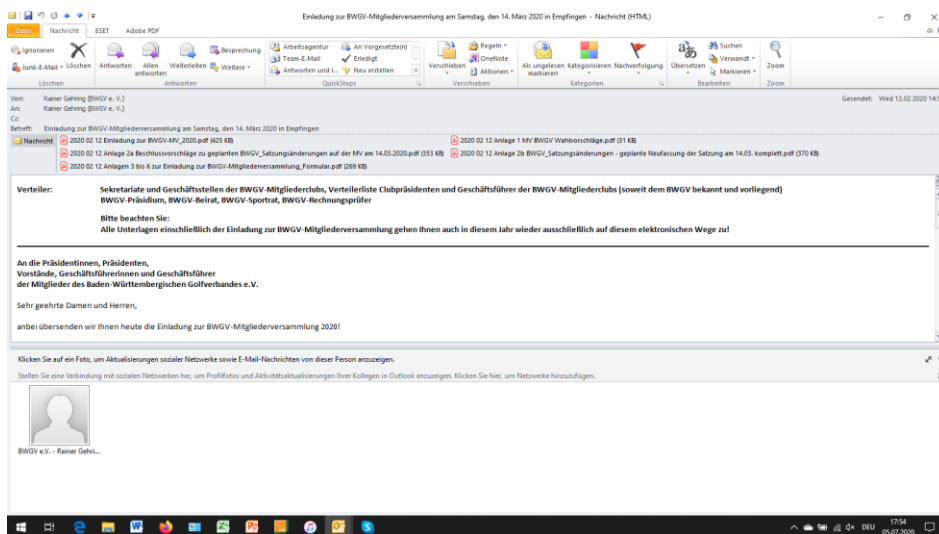 Einladung zur BWGV-Mitgliederversammlung am Samstag, den 14. März 2020 in Empfingen - Nachricht (HTML)
Datei Nachricht ESET Adobe PDF
Ignorieren
Junk-E-Mail Löschen
Löschen
Antworten Allen antworten Weiterleiten Besprechung
Weitere
Antworten
Arbeitsagentur An Vorgesetzte(n)
Team-E-Mail Erledigt
Antworten und l... Neu erstellen
QuickSteps
Verschieben Regeln
OneNote
Aktionen
Verschieben
Als ungelesen markieren Kategorisieren Nachverfolgung
Kategorien
Übersetzen Suchen
Verwandt
Markieren
Bearbeiten
Zoom
Zoom
Von: Rainer Gehring (BWGV e. V.) Gesendet: Wed 12.02.2020
An: Rainer Gehring (BWGV e. V.)
Cc:
Betreff: Einladung zur BWGV-Mitgliederversammlung am Samstag, den 14. März 2020 in Empfingen
Nachricht 2020 02 12 Einladung zur BWGV-MV_2020.pdf (425 KB) 2020 02 12 Anlage 1 MV BWGV Wahlvorschläge.pdf (31 KB)
2020 02 12 Anlage 2a Beschlussvorschläge zu geplanten BWGV_Satzungsänderungen auf der MV am 14.03.2020.pdf (353 KB) 2020 02 12 Anlage 2b BWGV_Satzungsänderungen - geplante Neufassung der Satzung am 14.03. komplett.pdf (370 KB)
2020 02 12 Anlagen 3 bis 6 zur Einladung zur BWGV-Mitgliederversammlung_Formular.pdf (269 KB)
Verteiler: Sekretariate und Geschäftsstellen der BWGV-Mitgliederclubs, Verteilerliste Clubpräsidenten und Geschäftsführer der BWGV-Mitgliederclubs (soweit dem BWGV bekannt und vorliegend)
BWGV-Präsidium, BWGV-Beirat, BWGV-Sportrat, BWGV-Rechnungsprüfer
Bitte beachten Sie:
Alle Unterlagen einschließlich der Einladung zur BWGV-Mitgliederversammlung gehen Ihnen auch in diesem Jahr wieder ausschließlich auf diesem elektronischen Wege zu!
An die Präsidentinnen, Präsidenten,
Vorstände, Geschäftsführerinnen und Geschäftsführer
der Mitglieder des Baden-Württembergischen Golfverbandes e.V.
Sehr geehrte Damen und Herren,
anbei übersenden wir Ihnen heute die Einladung zur BWGV-Mitgliederversammlung 2020!
Klicken Sie auf ein Foto, um Aktualisierungen sozialer Netzwerke sowie E-Mail-Nachrichten von dieser Person anzuzeigen.
Stellen Sie eine Verbindung mit sozialen Netzwerken her, um Profilfotos und Aktivitätsaktualisierungen Ihrer Kollegen in Outlook anzuzeigen. Klicken Sie hier, um Netzwerke hinzuzufügen.
BWGV e.V. - Rainer Gehri...
DEU 17:54
05.07.2020